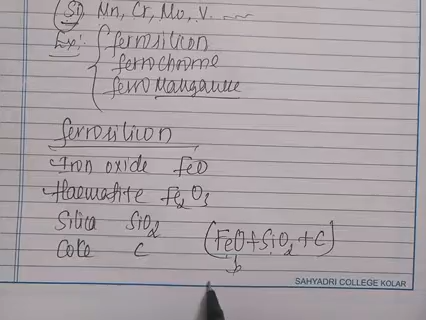 (Si) Mn, Cr, Mo, V.
Ex:
ferrosilicon
ferrochrome
ferro Manganese
ferrosilicon
Iron oxide FeO
Haematite Fe2O3
Silica SiO2
Coke C (FeO+SiO2+C)
SAHYADRI COLLEGE KOLAR